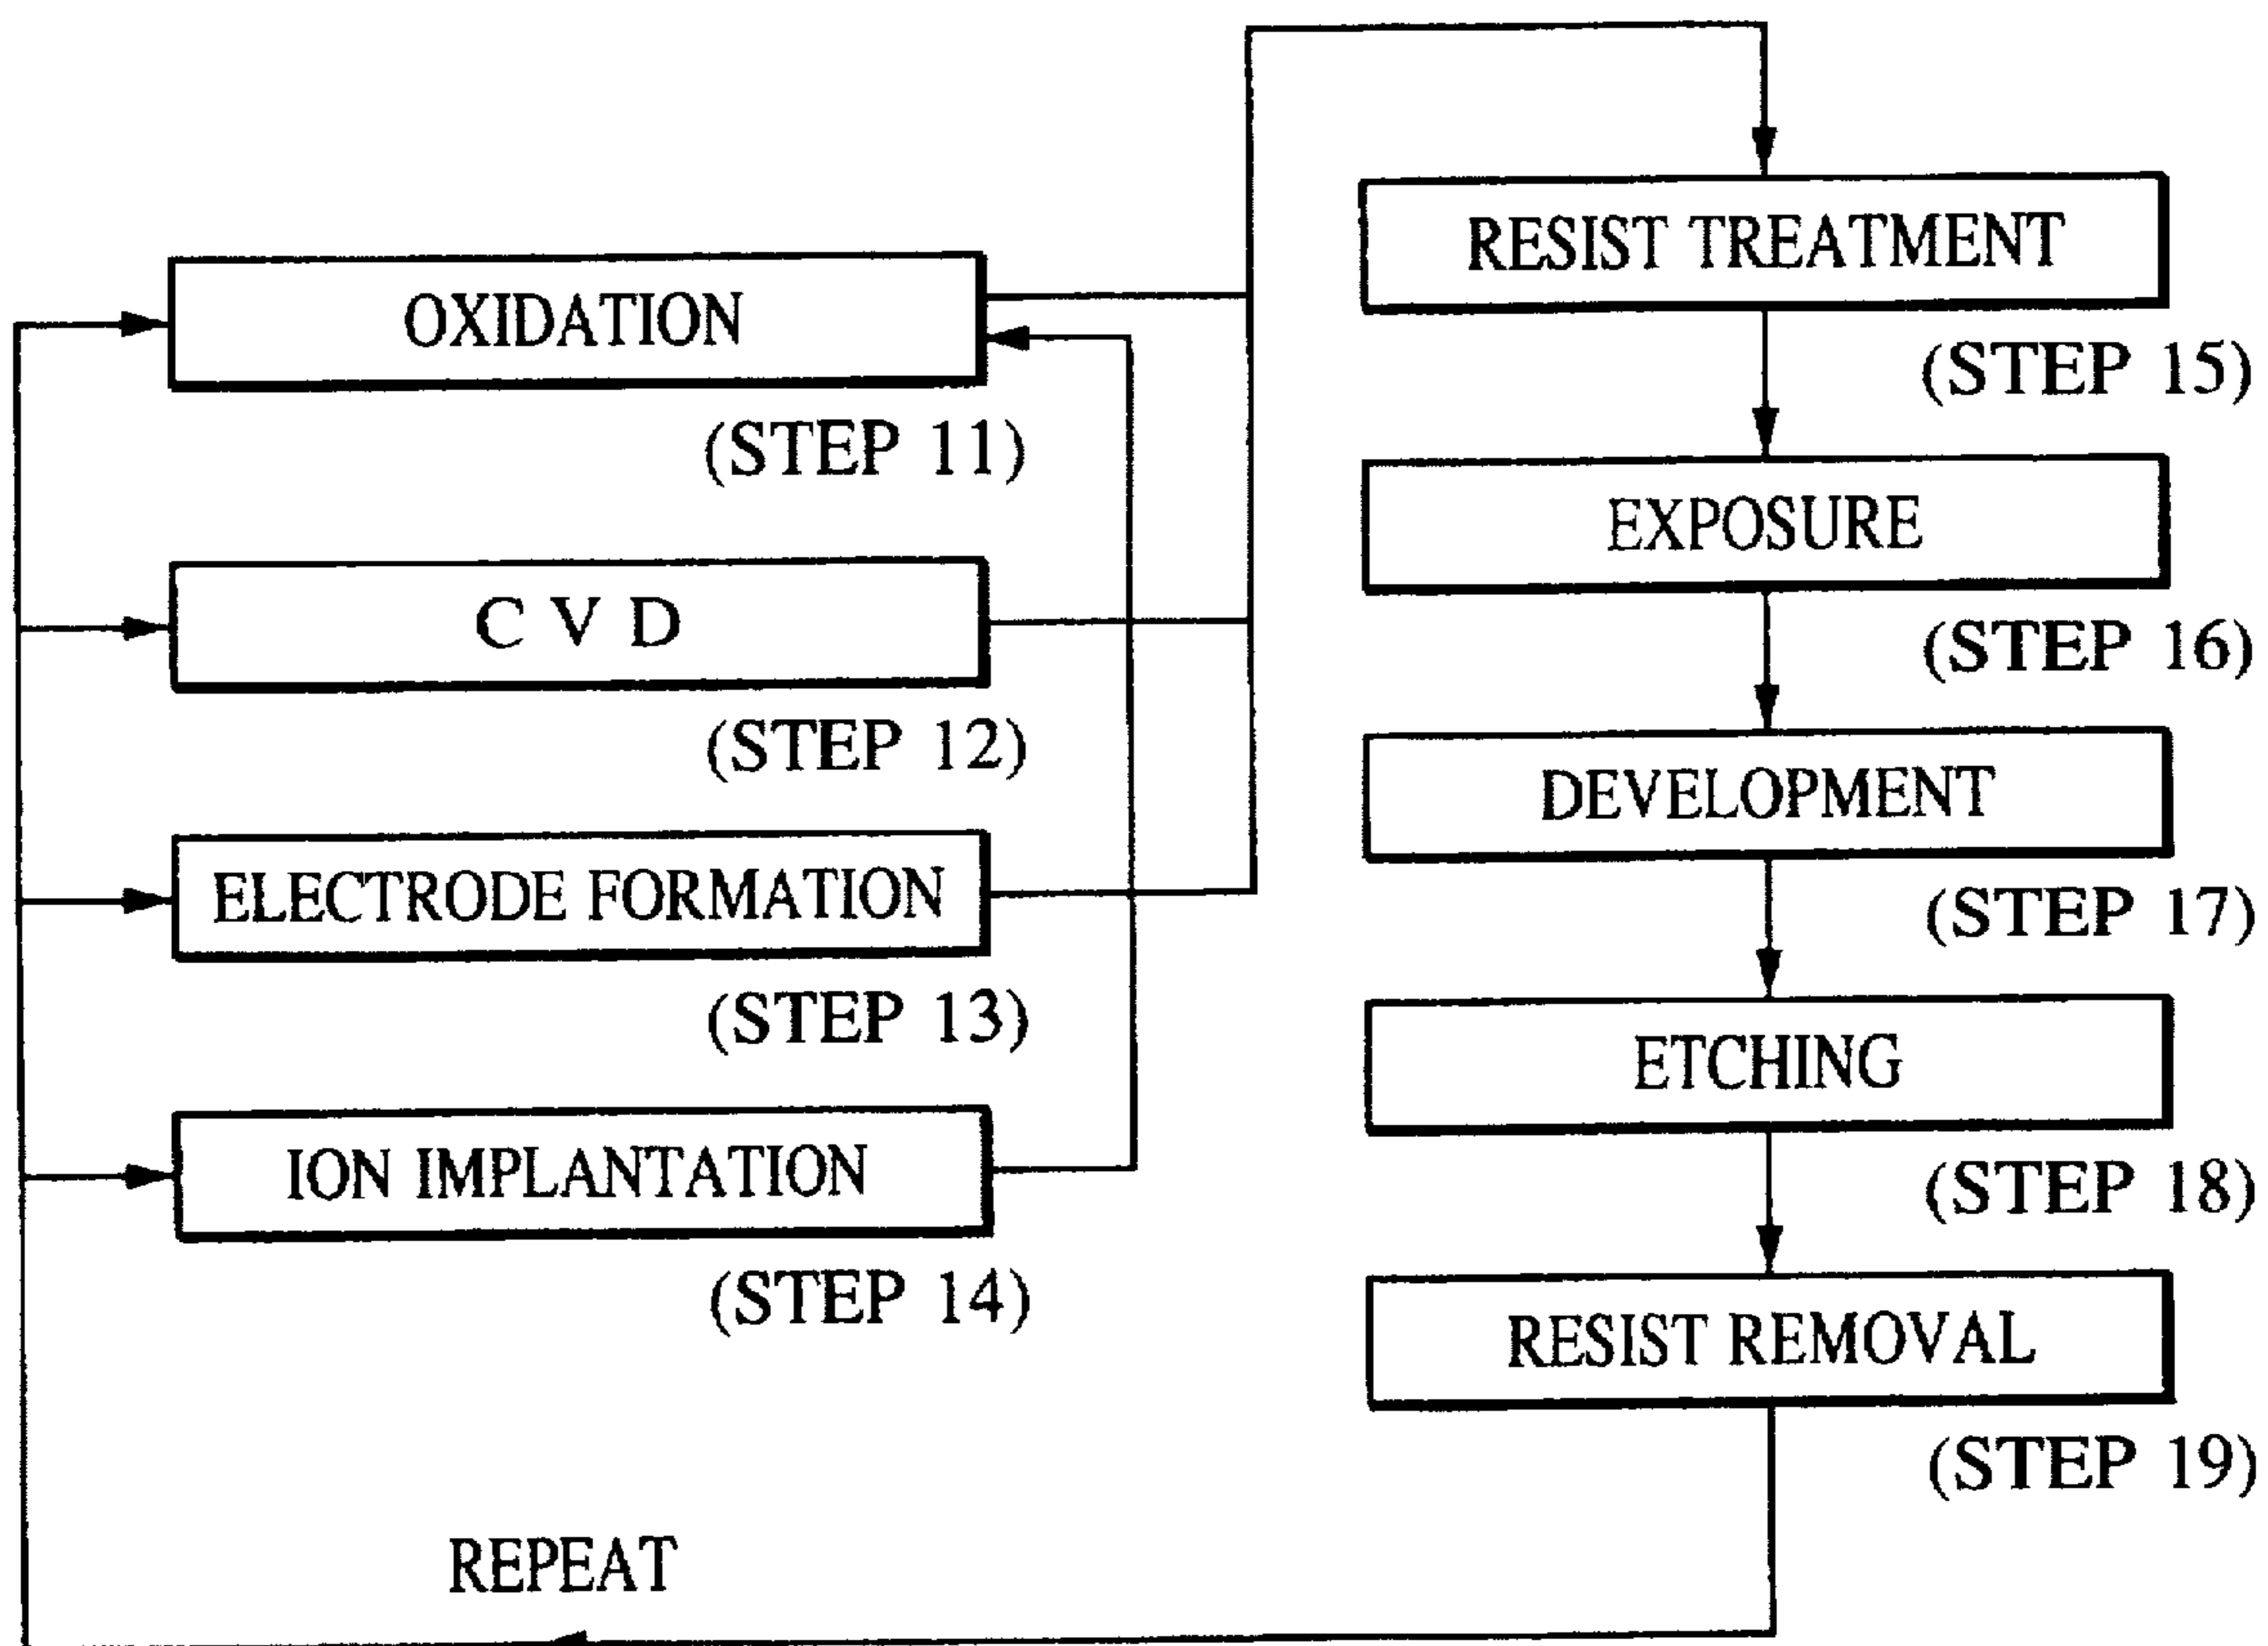 OXIDATION
(STEP 11)
C V D
(STEP 12)
ELECTRODE FORMATION
(STEP 13)
ION IMPLANTATION
(STEP 14)
RESIST TREATMENT
(STEP 15)
EXPOSURE
(STEP 16)
DEVELOPMENT
(STEP 17)
ETCHING
(STEP 18)
RESIST REMOVAL
(STEP 19)
REPEAT